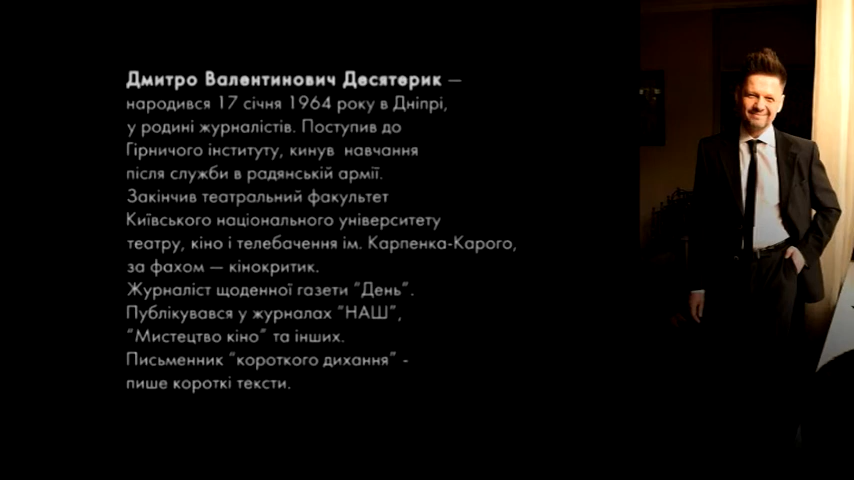 Дмитро Валентинович Десятерик —
народився 17 січня 1964 року в Дніпрі,
у родині журналістів. Поступив до
Гірничого інституту, кинув навчання
після служби в радянській армії.
Закінчив театральний факультет
Київського національного університету
театру, кіно і телебачення ім. Карпенка-Карого,
за фахом — кінокритик.
Журналіст щоденної газети "День".
Публікувався у журналах "НАШ",
"Мистецтво кіно" та інших.
Письменник "короткого дихання" -
пише короткі тексти.